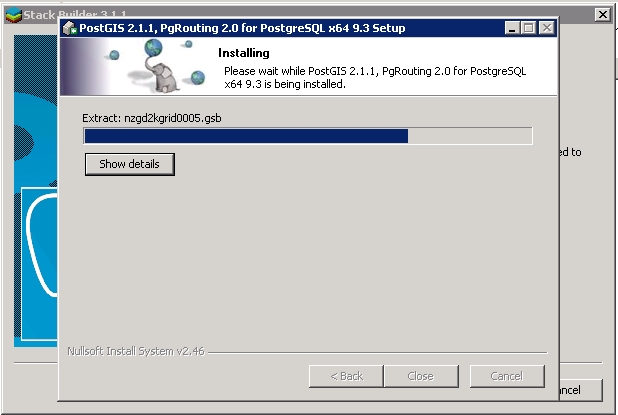 Stack Builder 3.1.1
PostGIS 2.1.1, PgRouting 2.0 for PostgreSQL x64 9.3 Setup
Installing
Please wait while PostGIS 2.1.1, PgRouting 2.0 for PostgreSQL
x64 9.3 is being installed.
Extract: nzgd2kgrid0005.gsb
Show details
ed to
Nullsoft Install System v2.46
< Back
Close
Cancel
ncel